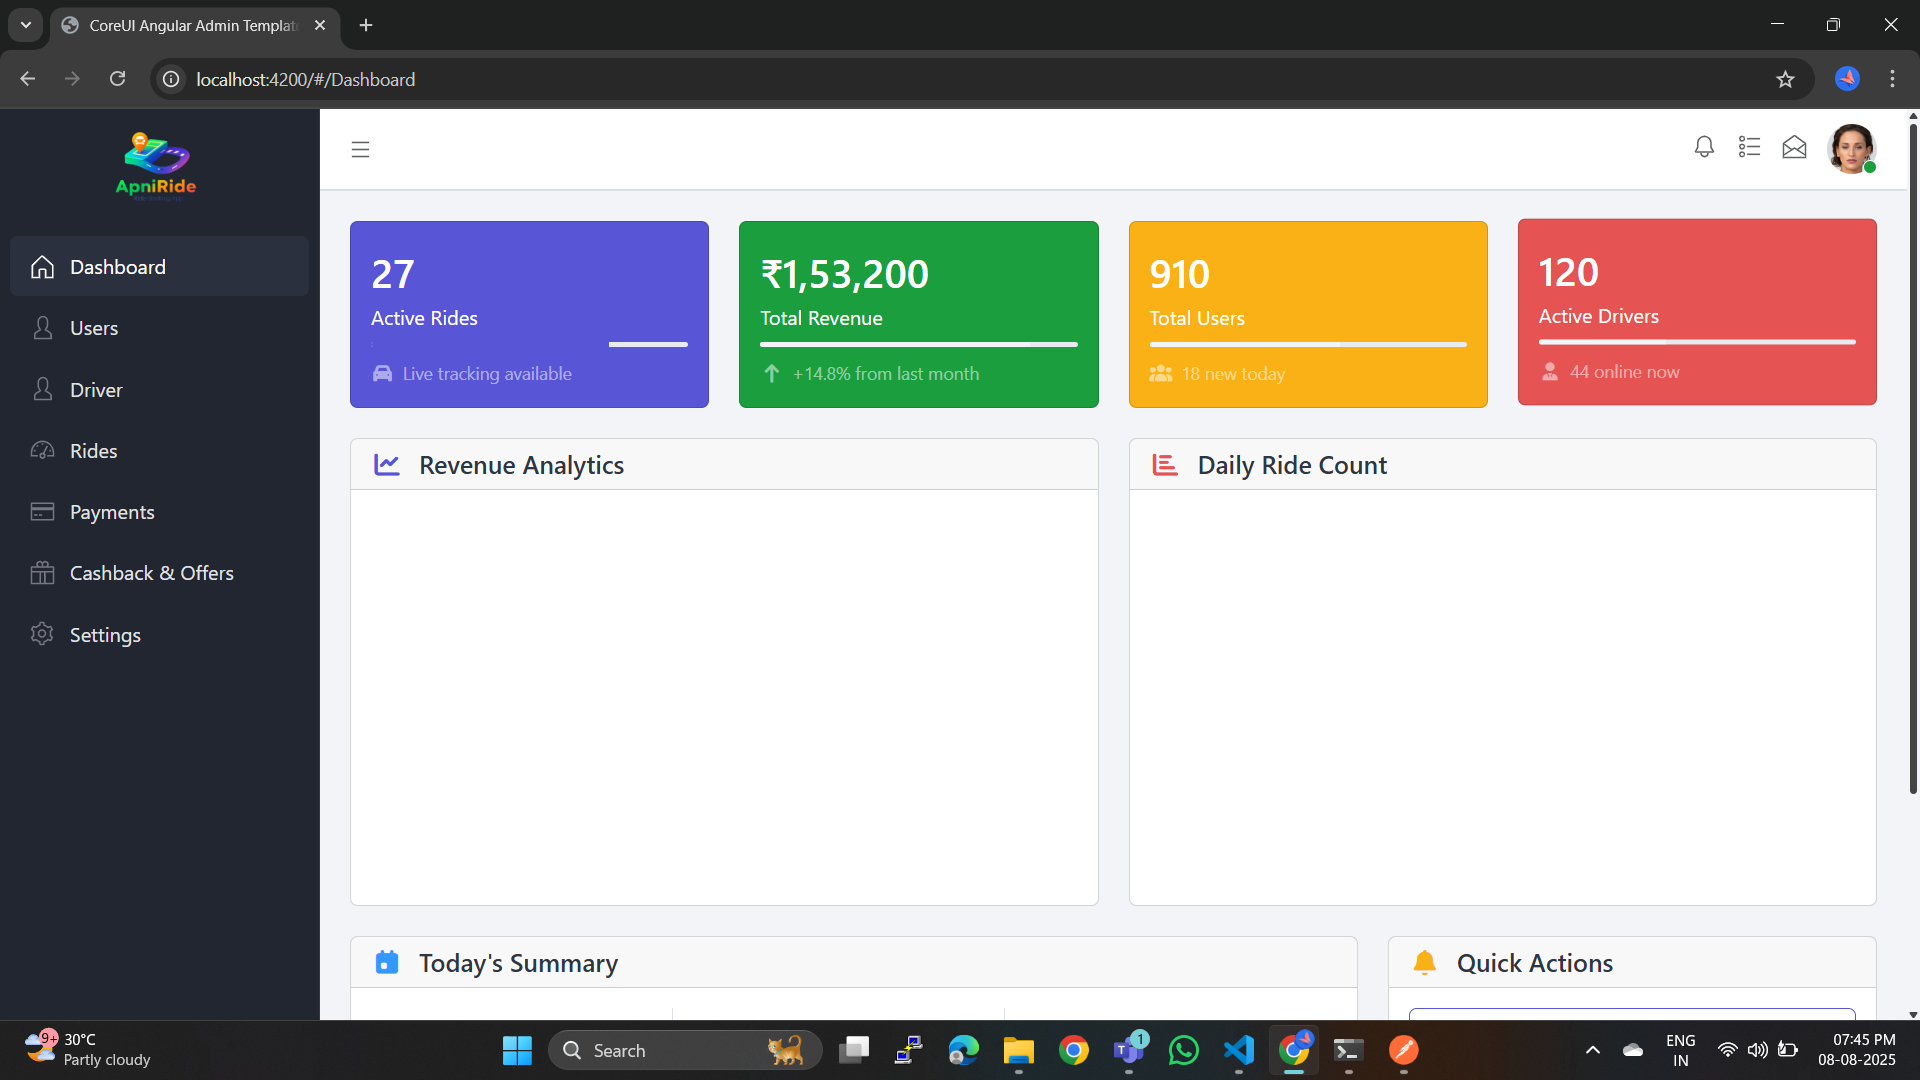 CoreUI Angular Admin Templat
localhost:4200/#/Dashboard
ApniRide
Dashboard
Users
Driver
Rides
Payments
Cashback & Offers
Settings
27
Active Rides
Live tracking available
₹1,53,200
Total Revenue
+14.8% from last month
910
Total Users
18 new today
120
Active Drivers
44 online now
Revenue Analytics
Daily Ride Count
Today's Summary
Quick Actions
9+
30°C
Partly cloudy
Search
1
ENG
IN
07:45 PM
08-08-2025